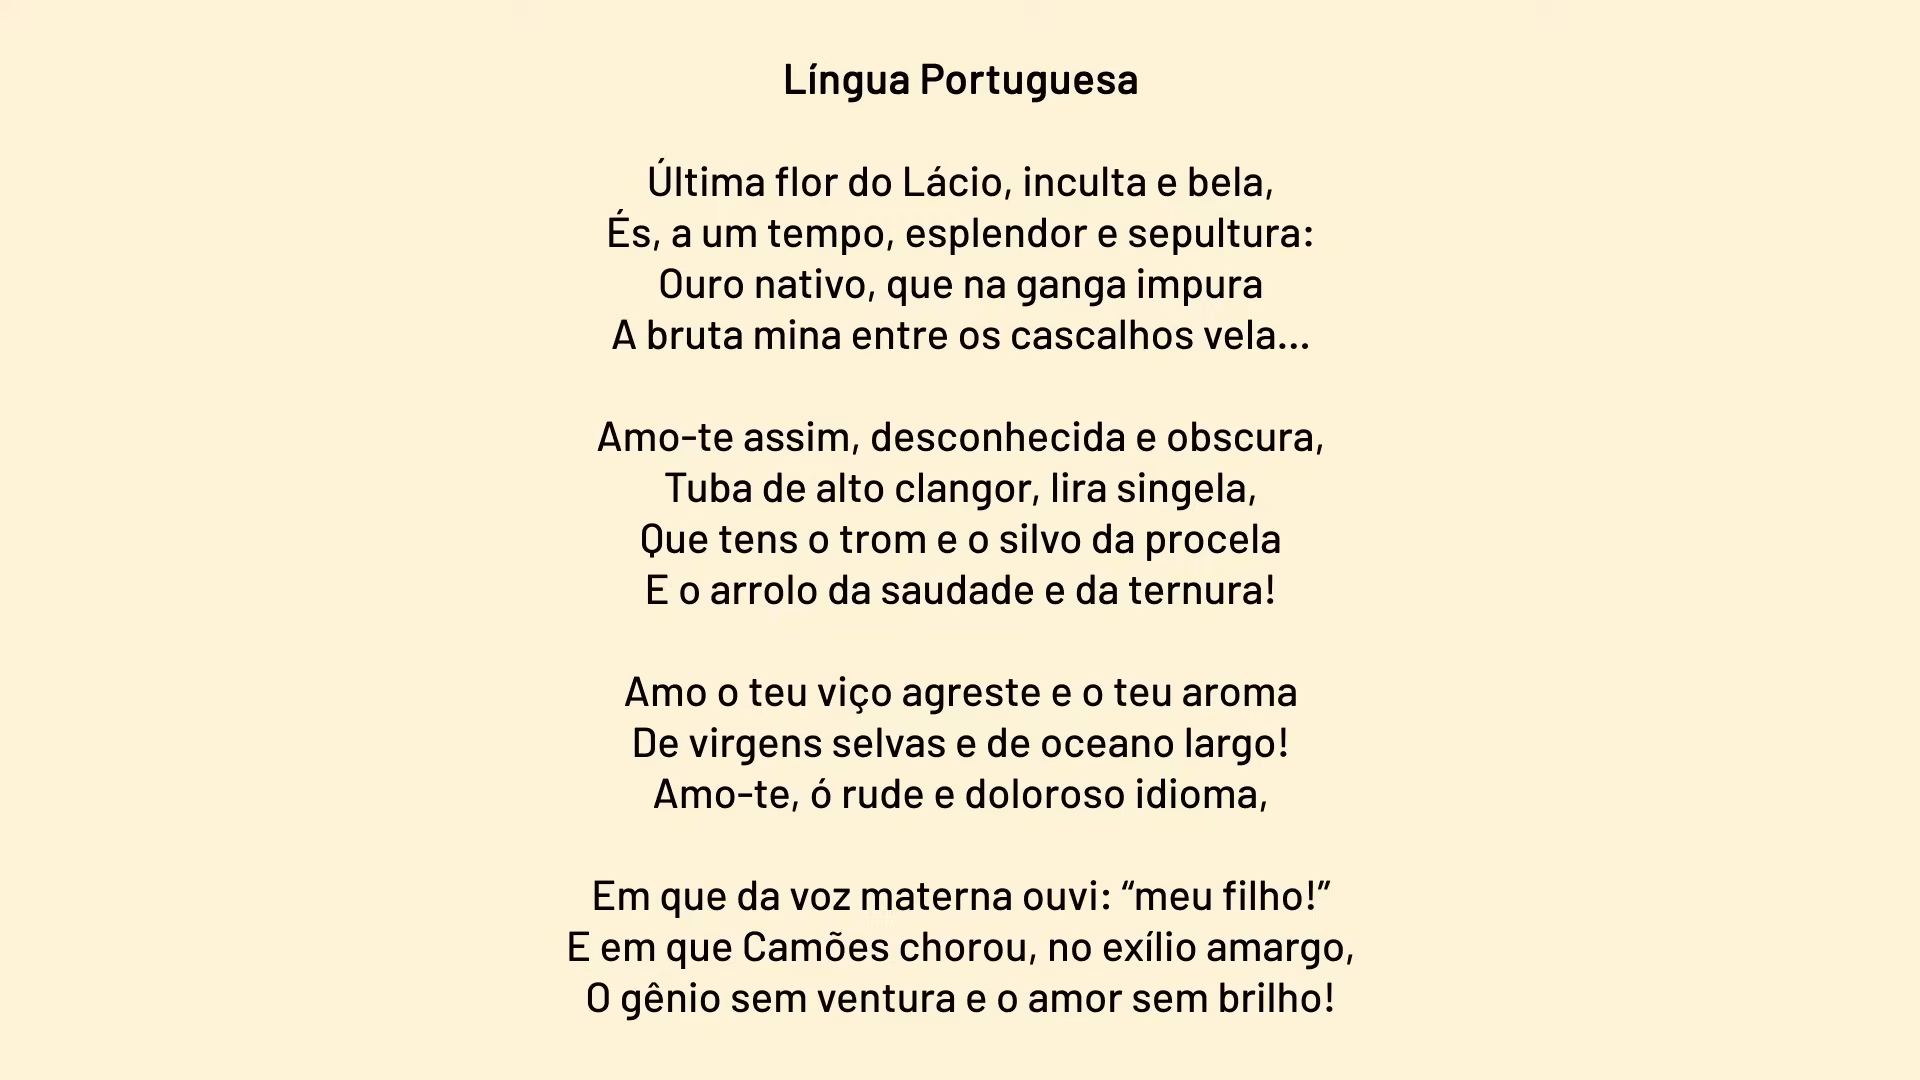 Língua Portuguesa
Última flor do Lácio, inculta e bela,
És, a um tempo, esplendor e sepultura:
Ouro nativo, que na ganga impura
A bruta mina entre os cascalhos vela...
Amo-te assim, desconhecida e obscura,
Tuba de alto clangor, lira singela,
Que tens o trom e o silvo da procela
E o arrolo da saudade e da ternura!
Amo o teu viço agreste e o teu aroma
De virgens selvas e de oceano largo!
Amo-te, ó rude e doloroso idioma,
Em que da voz materna ouvi: “meu filho!”
E em que Camões chorou, no exílio amargo,
O gênio sem ventura e o amor sem brilho!